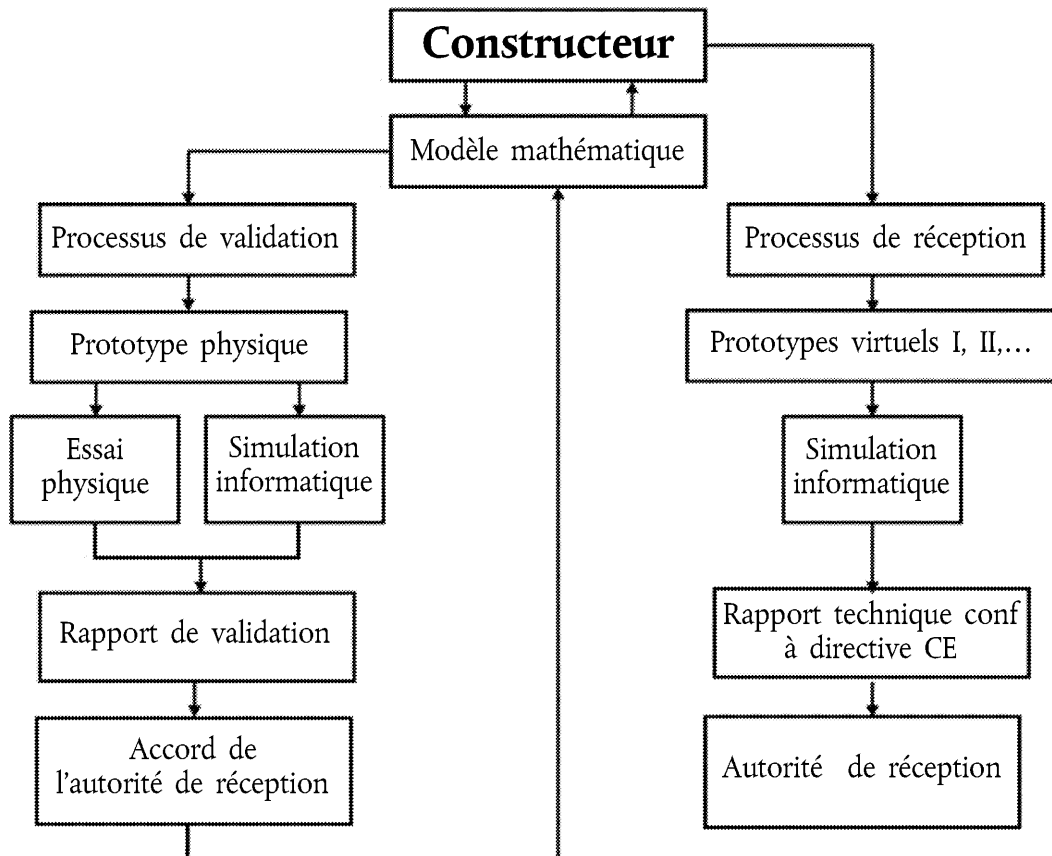 Constructeur
Modèle mathématique
Processus de validation
Processus de réception
Prototype physique
Prototypes virtuels I, II,…
Essai
physique
Simulation
informatique
Simulation
informatique
Rapport de validation
Rapport technique conf
à directive CE
Accord de
l'autorité de réception
Autorité de réception